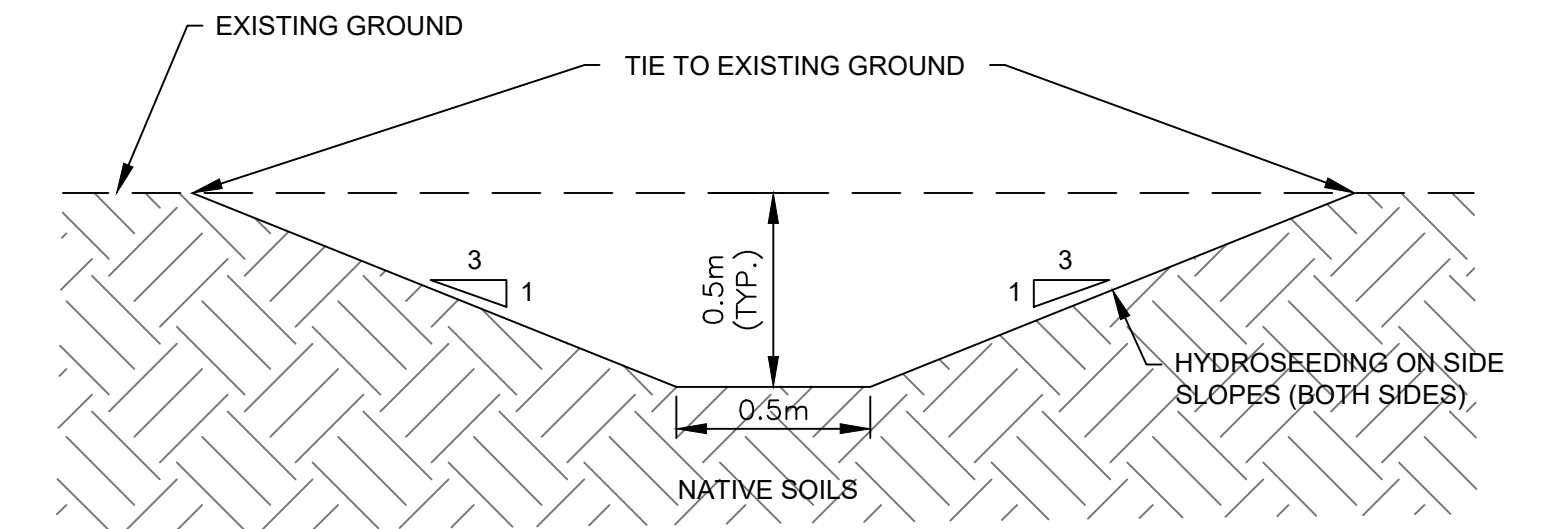 EXISTING GROUND
TIE TO EXISTING GROUND
3
1
0.5m
(TYP.)
3
1
HYDROSEEDING ON SIDE
SLOPES (BOTH SIDES)
0.5m
NATIVE SOILS